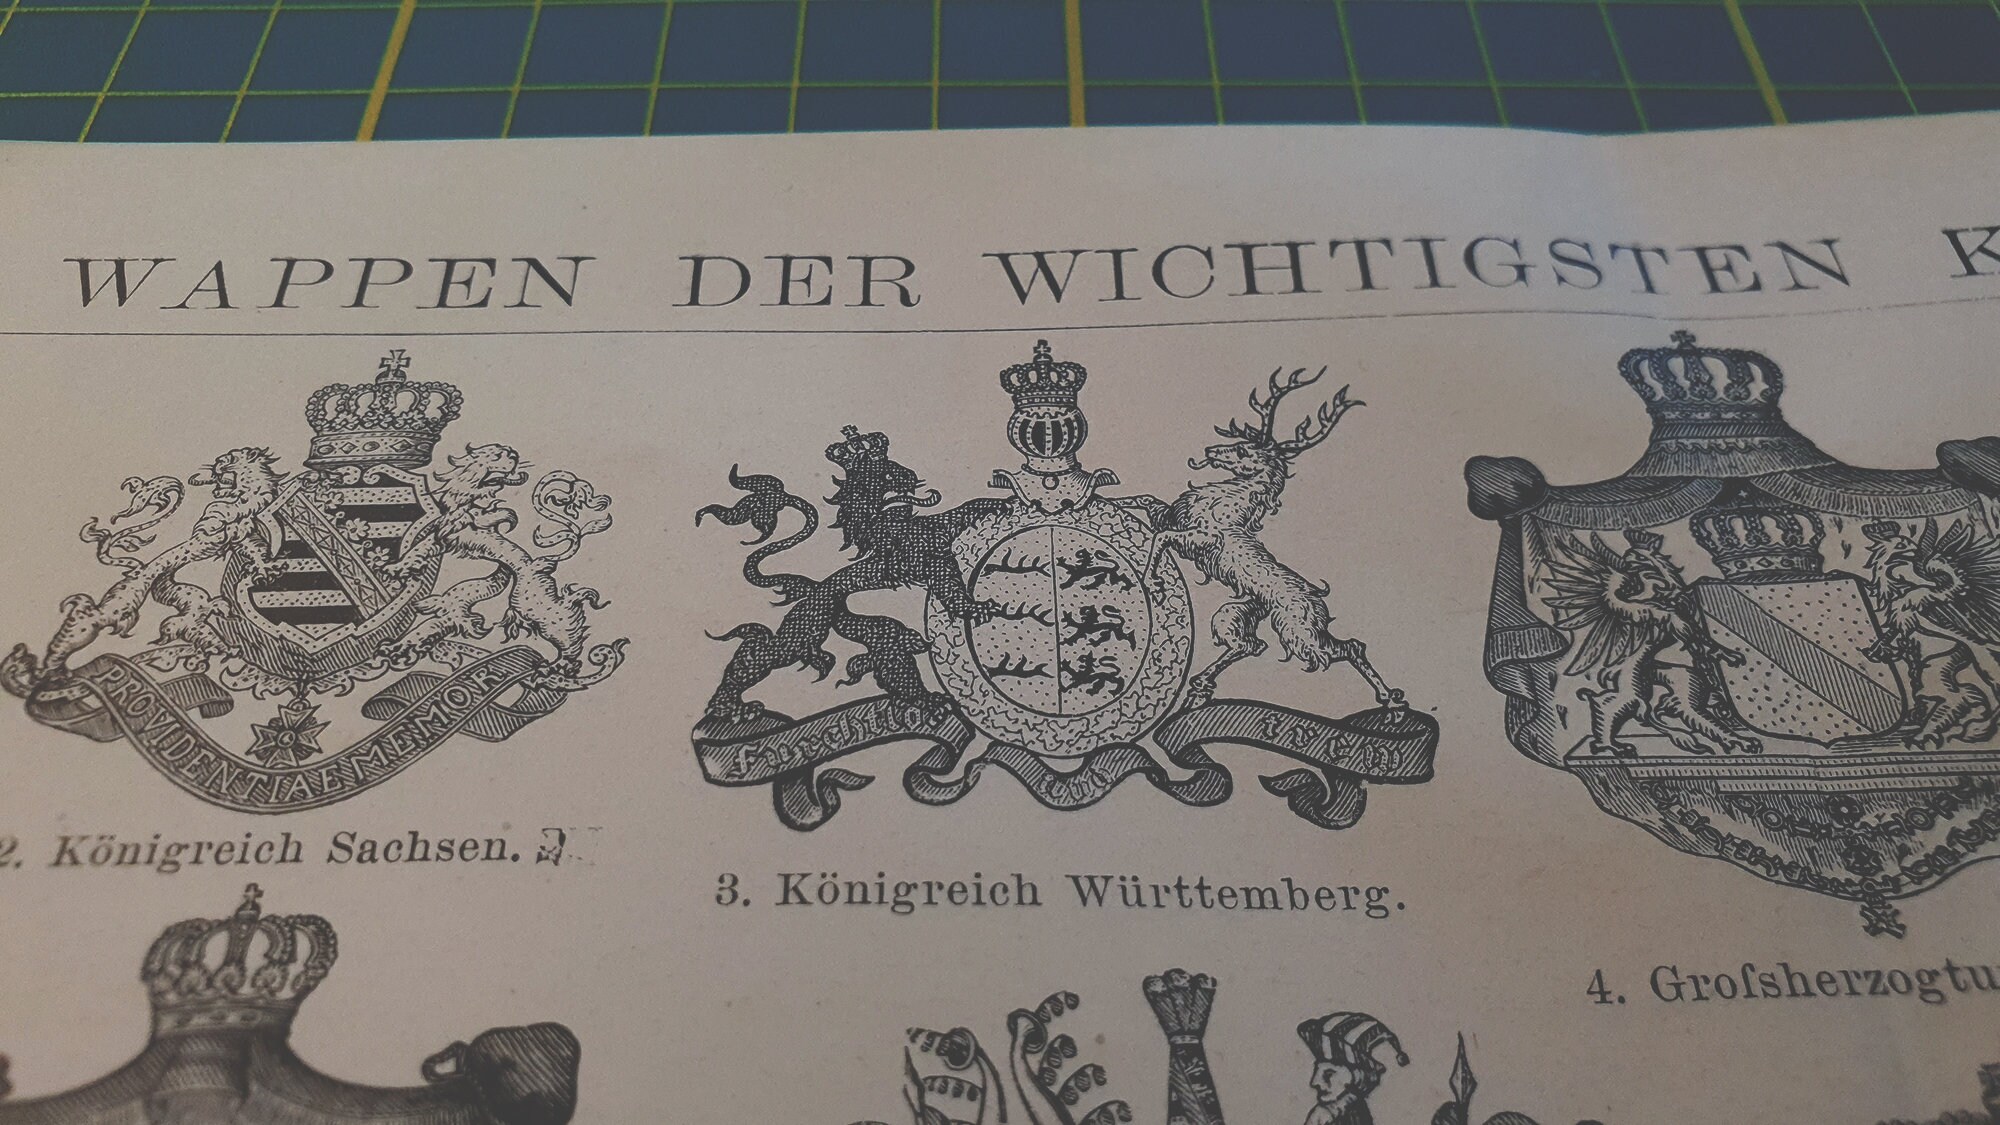 WAPPEN DER WICHTIGSTEN K
PROVIDENTIAE MEMOR
Furchtlos und treu
2. Königreich Sachsen.
3. Königreich Württemberg.
4. Groſsherzogtu